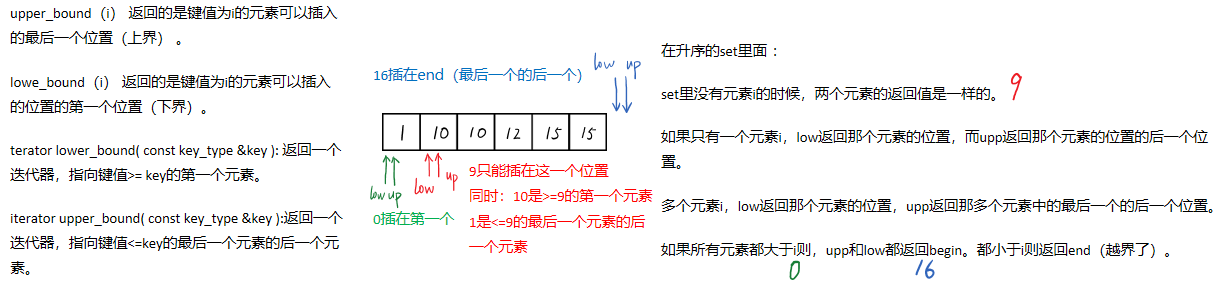 upper_bound（i） 返回的是键值为i的元素可以插入
的最后一个位置（上界） 。
lowe_bound（i） 返回的是键值为i的元素可以插入
的位置的第一个位置（下界）。
terator lower_bound( const key_type &key ): 返回一个
迭代器，指向键值>= key的第一个元素。
iterator upper_bound( const key_type &key ):返回一个
迭代器，指向键值<=key的最后一个元素的后一个元
素。
16插在end（最后一个的后一个）
low up
1 10 10 12 15 15
low up
low up
0插在第一个
9只能插在这一个位置
同时：10是>=9的第一个元素
1是<=9的最后一个元素的后
一个元素
在升序的set里面：
set里没有元素i的时候，两个元素的返回值是一样的。 9
如果只有一个元素i，low返回那个元素的位置，而upp返回那个元素的位置的后一个位
置。
多个元素i，low返回那个元素的位置，upp返回那多个元素中的最后一个的后一个位置。
如果所有元素都大于i则，upp和low都返回begin。都小于i则返回end（越界了）。
0 16